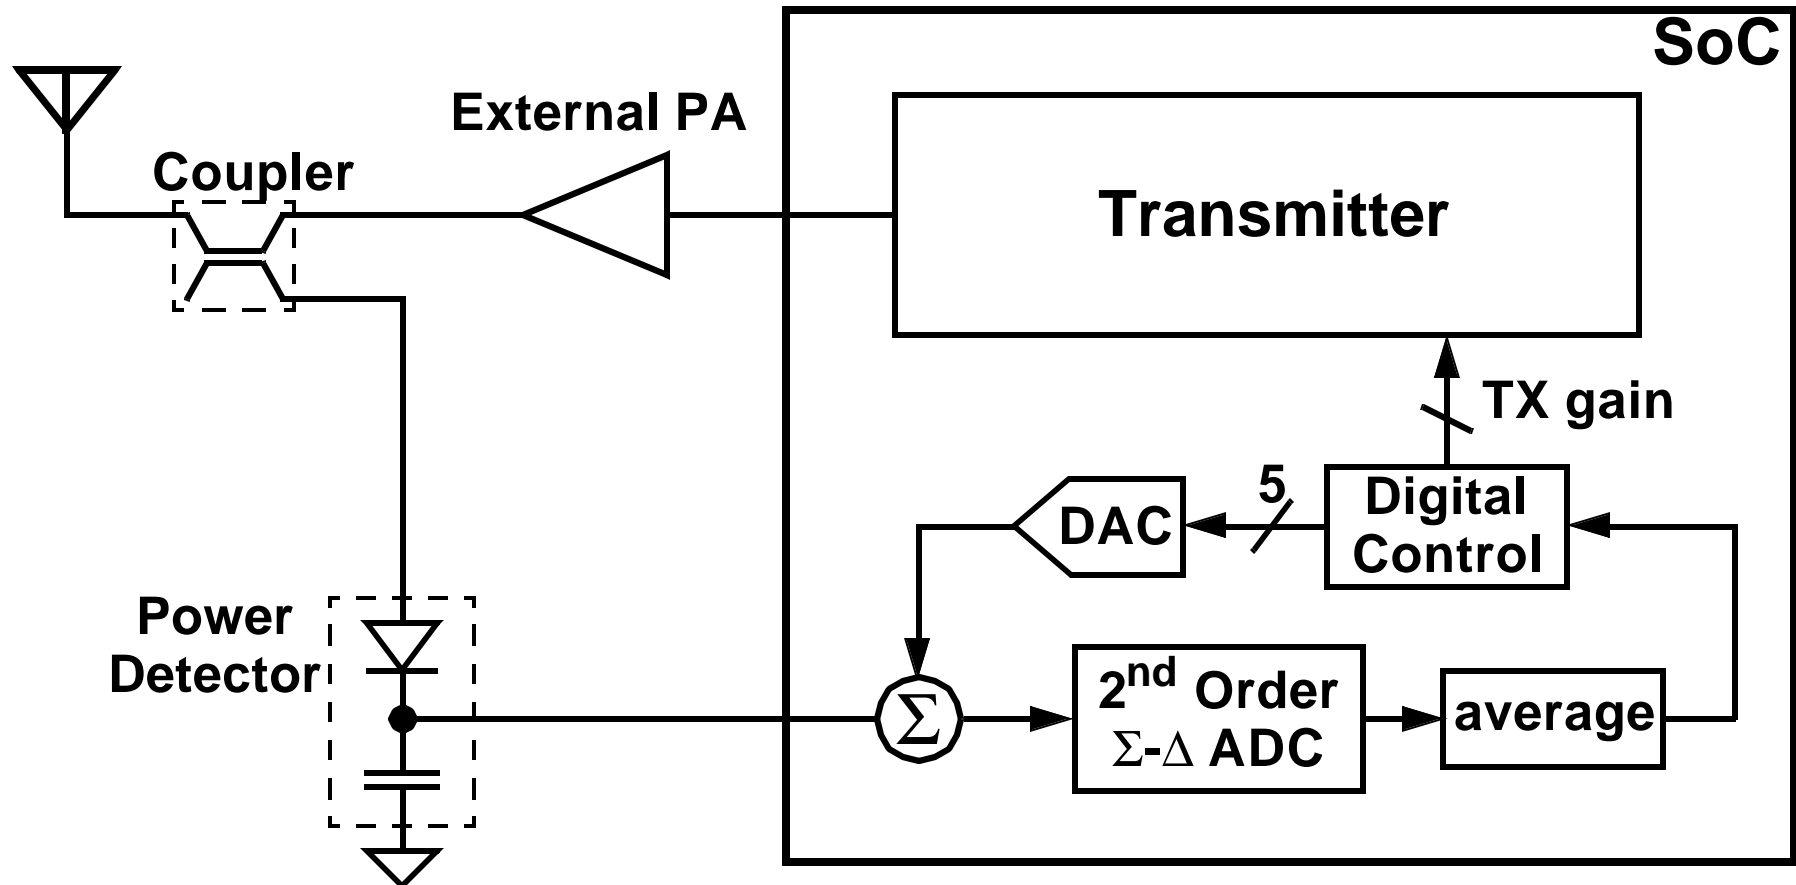 SoC
External PA
Coupler
Transmitter
TX gain
5
DAC
Digital
Control
Power
Detector
Σ
2nd Order
Σ-Δ ADC
average